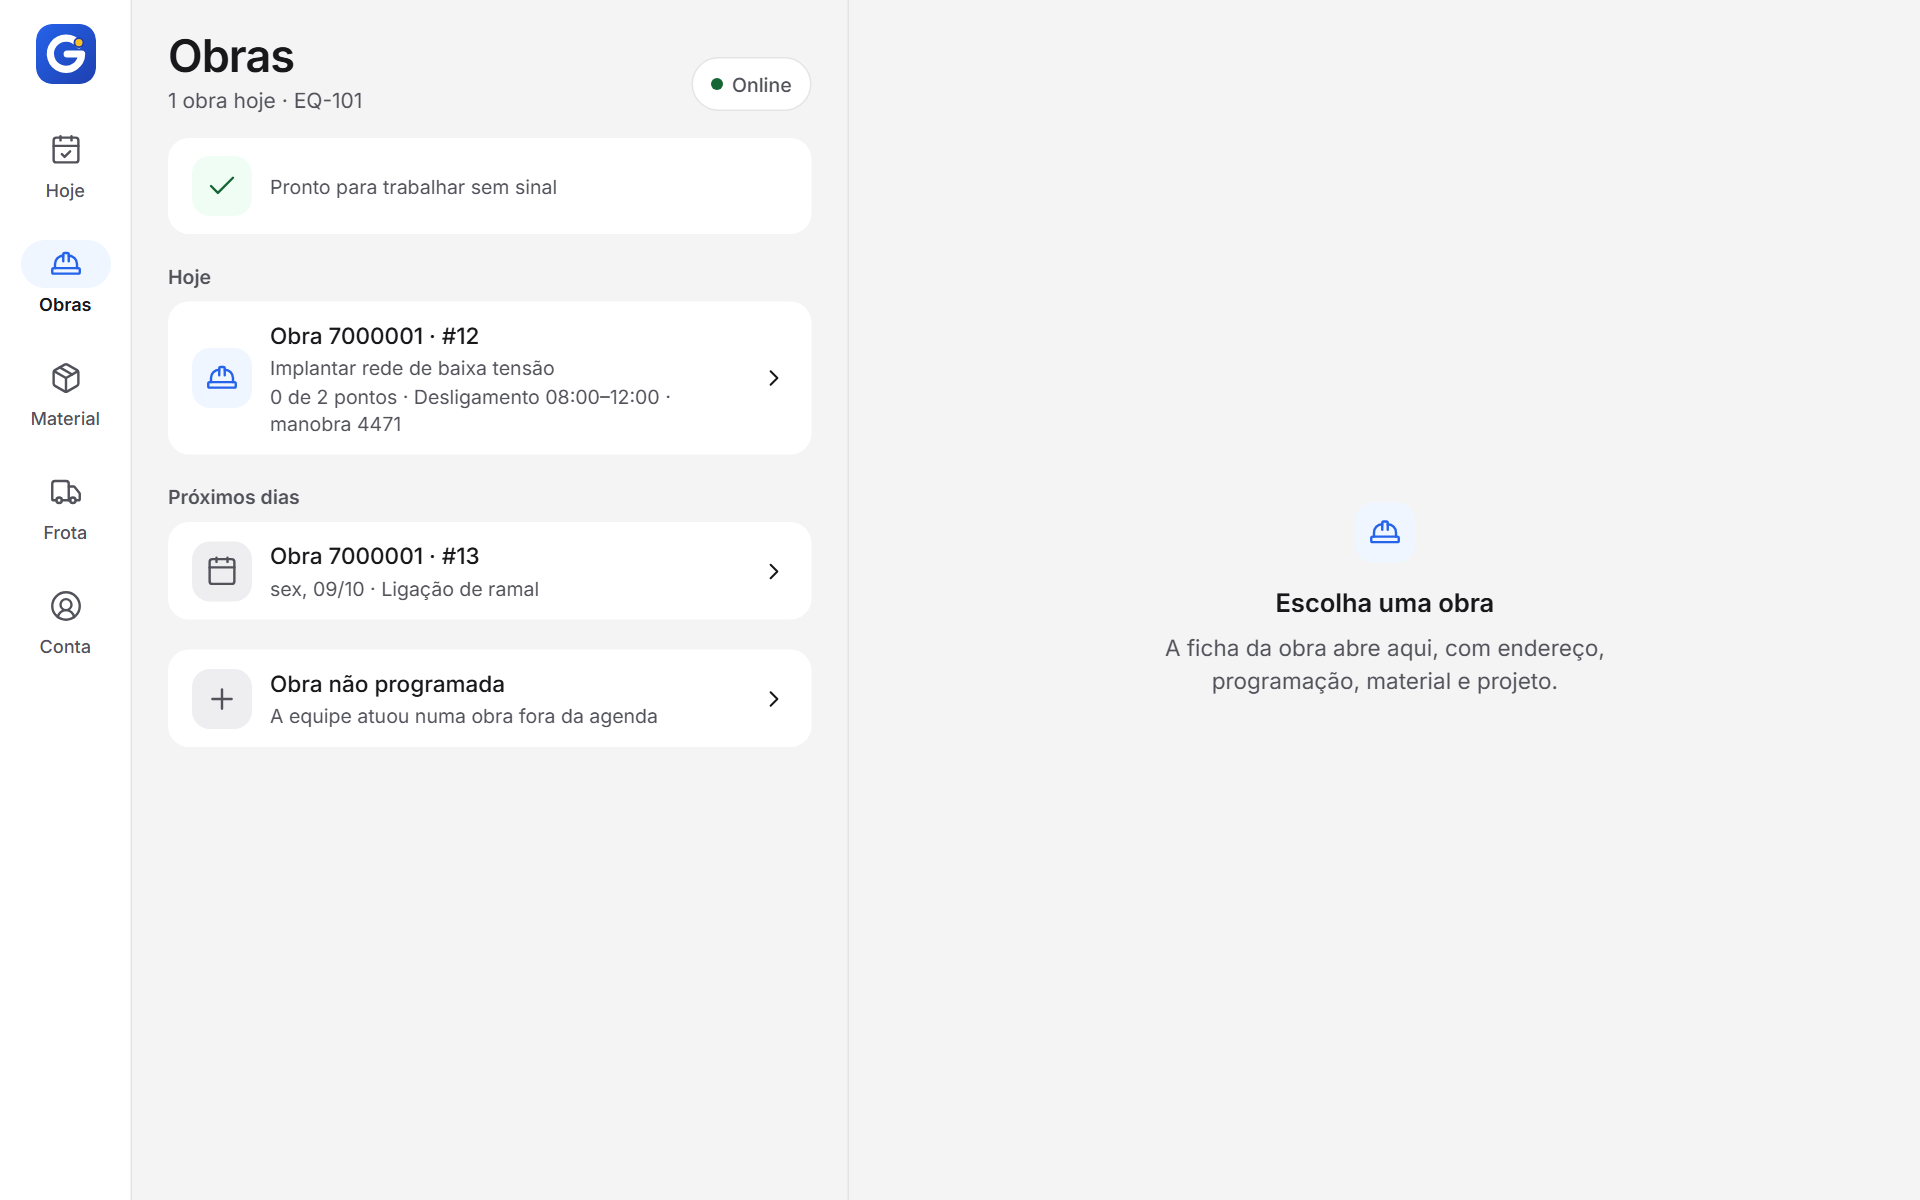 G
Hoje
Obras
Material
Frota
Conta
Obras
1 obra hoje · EQ-101
Online
Pronto para trabalhar sem sinal
Hoje
Obra 7000001 · #12
Implantar rede de baixa tensão
0 de 2 pontos · Desligamento 08:00–12:00 ·
manobra 4471
Próximos dias
Obra 7000001 · #13
sex, 09/10 · Ligação de ramal
Obra não programada
A equipe atuou numa obra fora da agenda
Escolha uma obra
A ficha da obra abre aqui, com endereço,
programação, material e projeto.